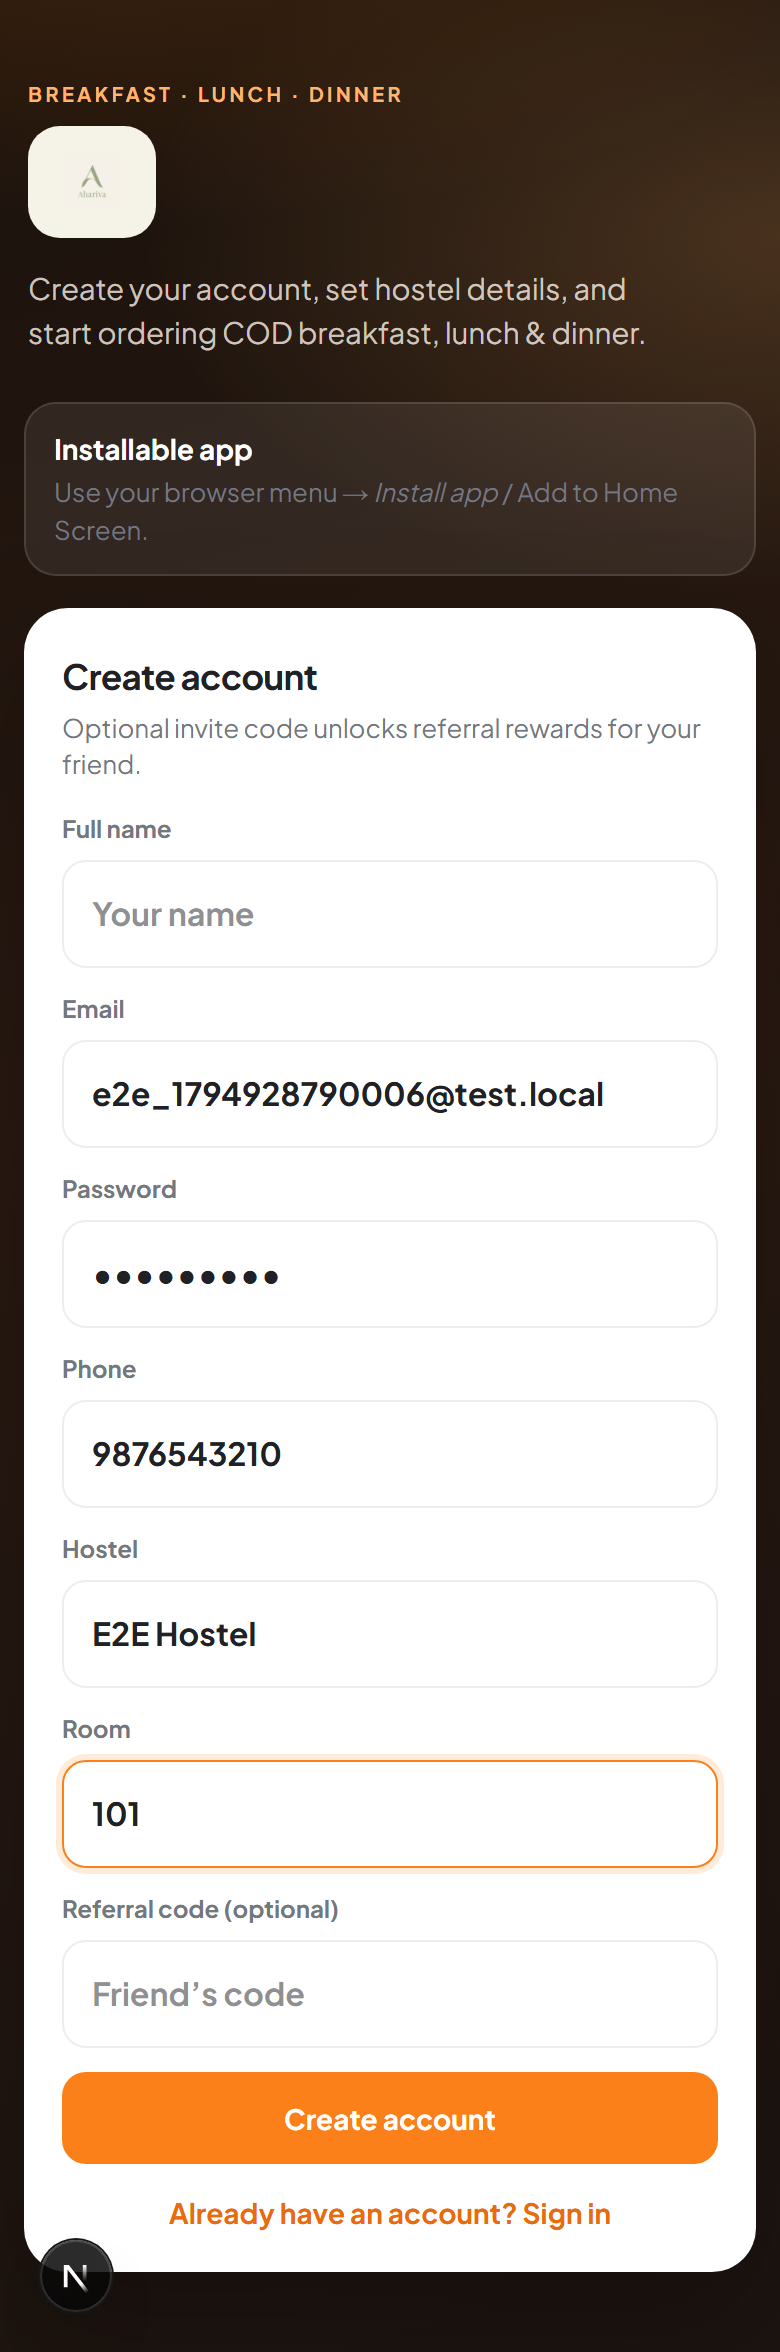 BREAKFAST · LUNCH · DINNER
A
Ahariva
Create your account, set hostel details, and
start ordering COD breakfast, lunch & dinner.
Installable app
Use your browser menu → Install app / Add to Home
Screen.
Create account
Optional invite code unlocks referral rewards for your
friend.
Full name
Your name
Email
e2e_1794928790006@test.local
Password
•••••••••
Phone
9876543210
Hostel
E2E Hostel
Room
101
Referral code (optional)
Friend’s code
Create account
Already have an account? Sign in
N